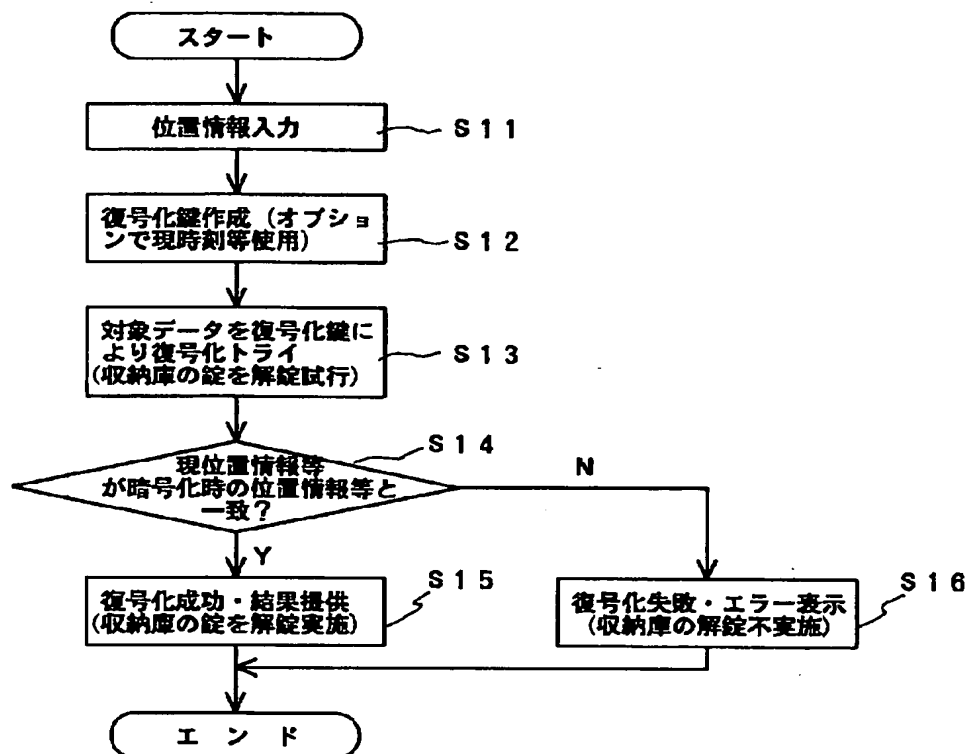 スタート
位置情報入力
S11
復号化鍵作成（オプショ
ンで現時刻等使用）
S12
対象データを復号化鍵に
より復号化トライ
(収納庫の錠を解錠試行)
S13
S14
現位置情報等
が暗号化時の位置情報等と
一致？
N
Y
S15
復号化成功・結果提供
(収納庫の錠を解錠実施)
S16
復号化失敗・エラー表示
(収納庫の解錠不実施)
エンド